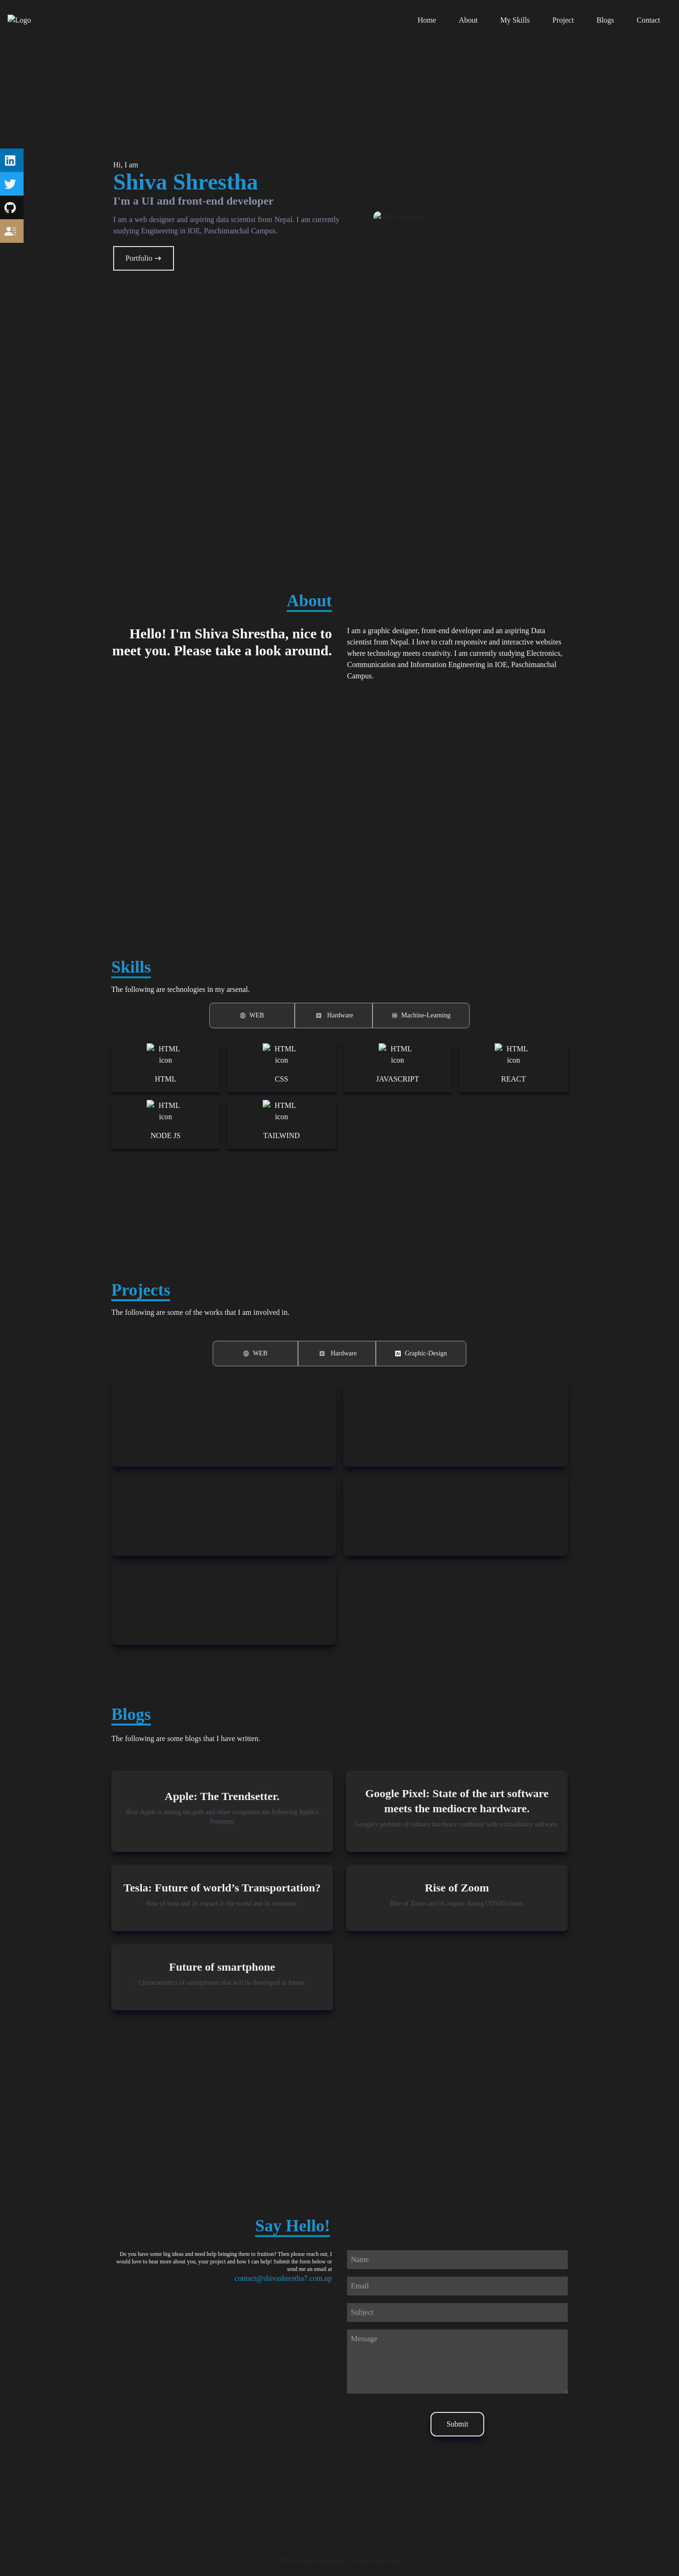 Logo
Home
About
My Skills
Project
Blogs
Contact
Hi, I am
Shiva Shrestha
I'm a UI and front-end developer
I am a web designer and aspiring data scientist from Nepal. I am currently
studying Engineering in IOE, Paschimanchal Campus.
Portfolio →
About
Hello! I'm Shiva Shrestha, nice to
meet you. Please take a look around.
I am a graphic designer, front-end developer and an aspiring Data
scientist from Nepal. I love to craft responsive and interactive websites
where technology meets creativity. I am currently studying Electronics,
Communication and Information Engineering in IOE, Paschimanchal
Campus.
Skills
The following are technologies in my arsenal.
WEB
Hardware
Machine-Learning
HTML
icon
HTML
HTML
icon
CSS
HTML
icon
JAVASCRIPT
HTML
icon
REACT
HTML
icon
NODE JS
HTML
icon
TAILWIND
Projects
The following are some of the works that I am involved in.
WEB
Hardware
Graphic-Design
Blogs
The following are some blogs that I have written.
Apple: The Trendsetter.
How Apple is setting the path and other companies are following Apple's
footsteps
Google Pixel: State of the art software
meets the mediocre hardware.
Google's problem of odinary hardware combined with extraordinary software.
Tesla: Future of world’s Transportation?
Rise of tesla and its impact in the world and its economy.
Rise of Zoom
Rise of Zoom and its impact during COVID times.
Future of smartphone
Characteristics of smartphones that will be developed in future.
Say Hello!
Do you have some big ideas and need help bringing them to fruition? Then please reach out, I
would love to hear more about you, your project and how I can help! Submit the form below or
send me an email at
contact@shivashrestha7.com.np
Name
Email
Subject
Message
Submit